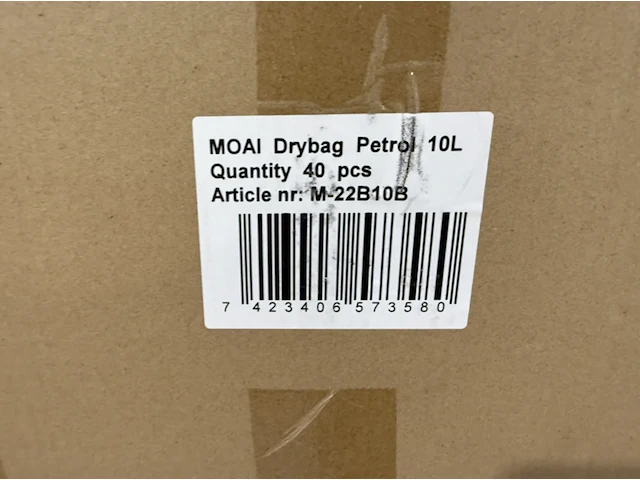 MOAI Drybag Petrol 10L
Quantity 40 pcs
Article nr: M-22B10B
7 423406 573580